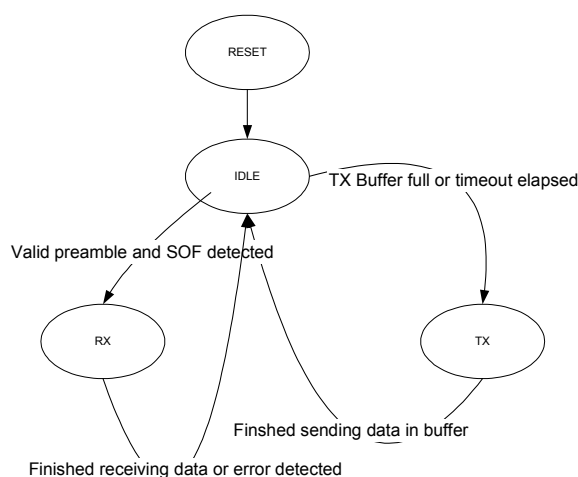 RESET
IDLE
TX Buffer full or timeout elapsed
Valid preamble and SOF detected
RX
TX
Finshed sending data in buffer
Finished receiving data or error detected